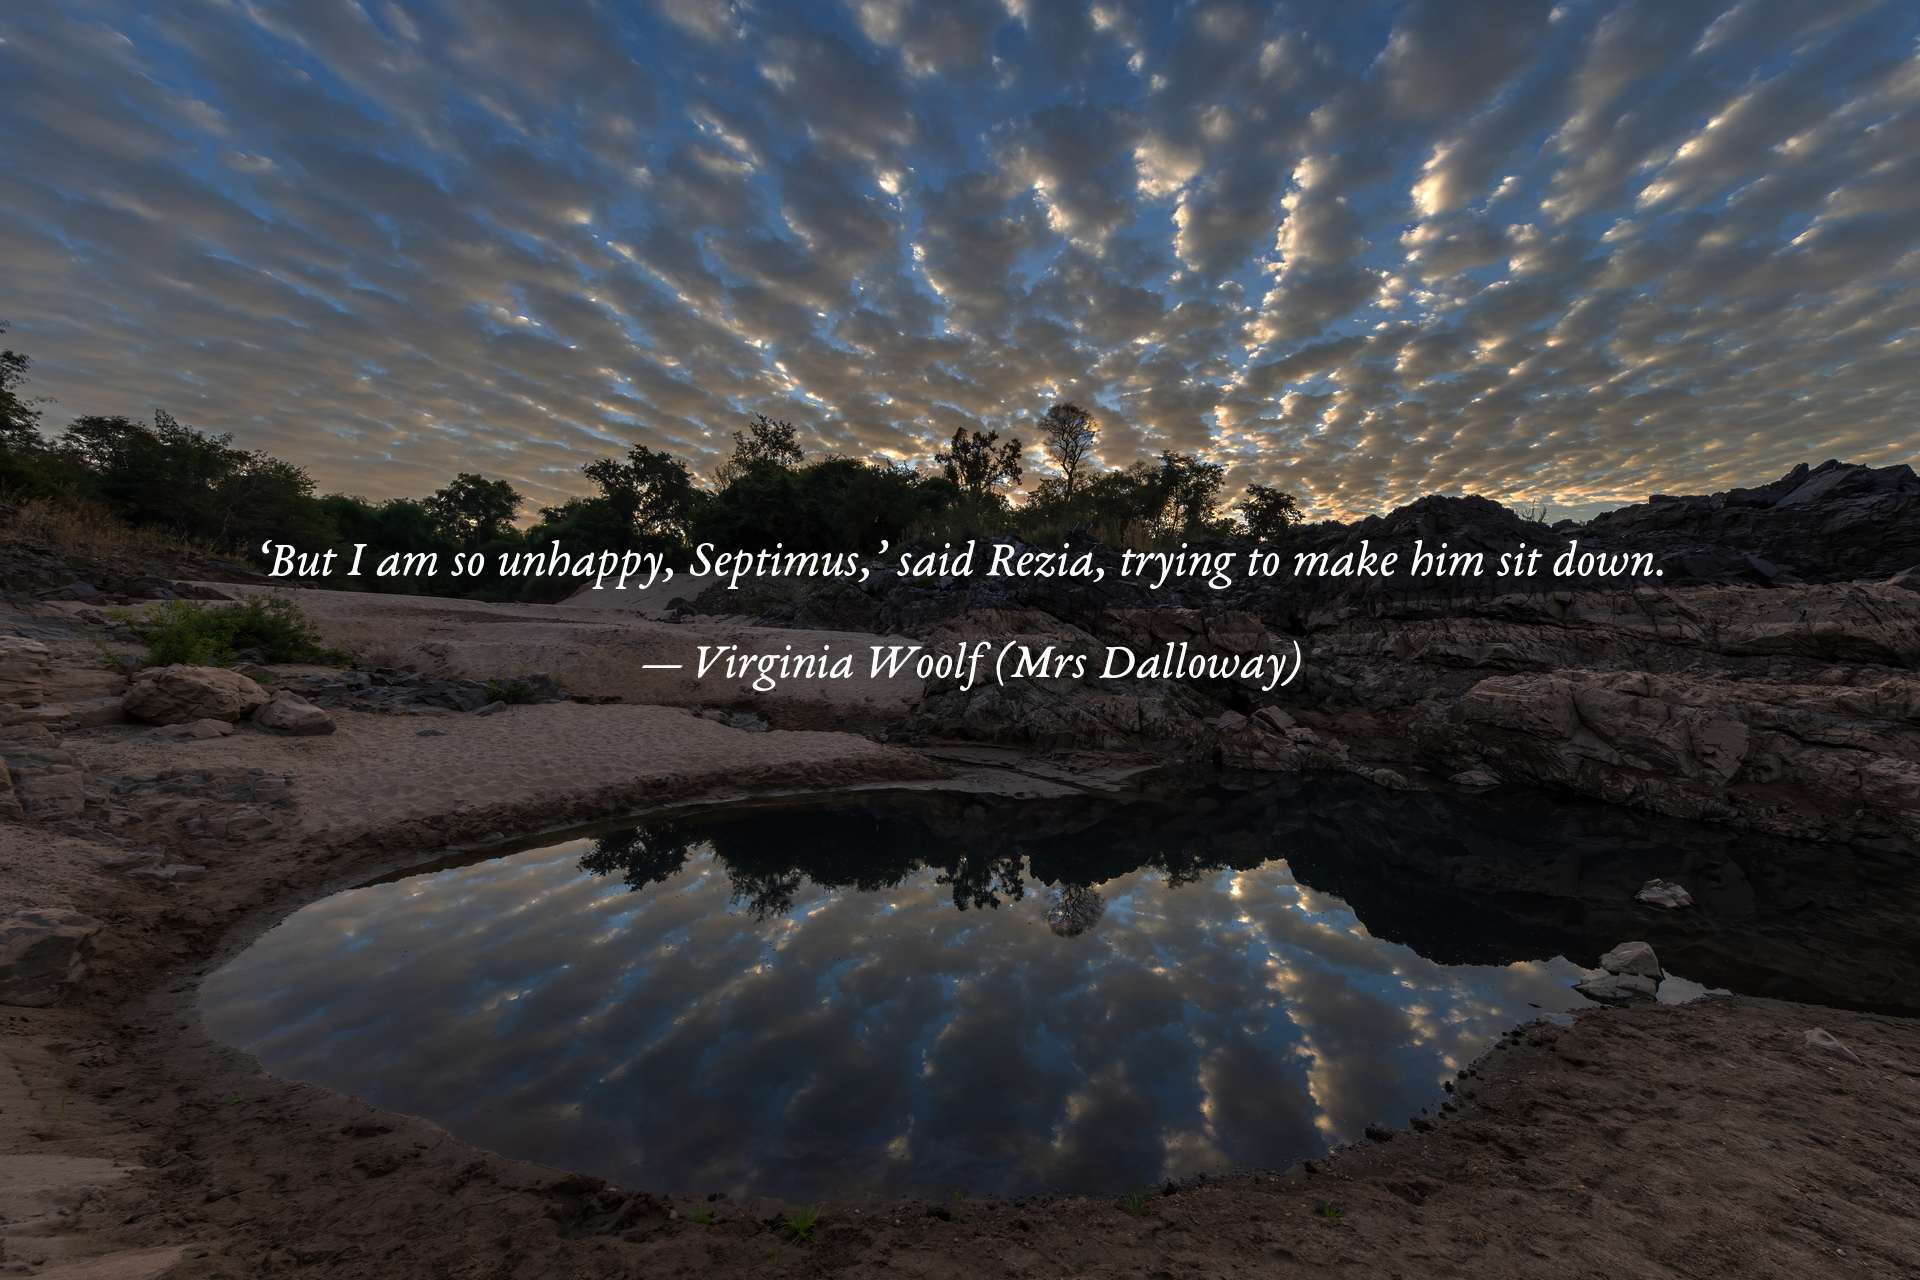 ‘But I am so unhappy, Septimus,’ said Rezia, trying to make him sit down.
— Virginia Woolf (Mrs Dalloway)